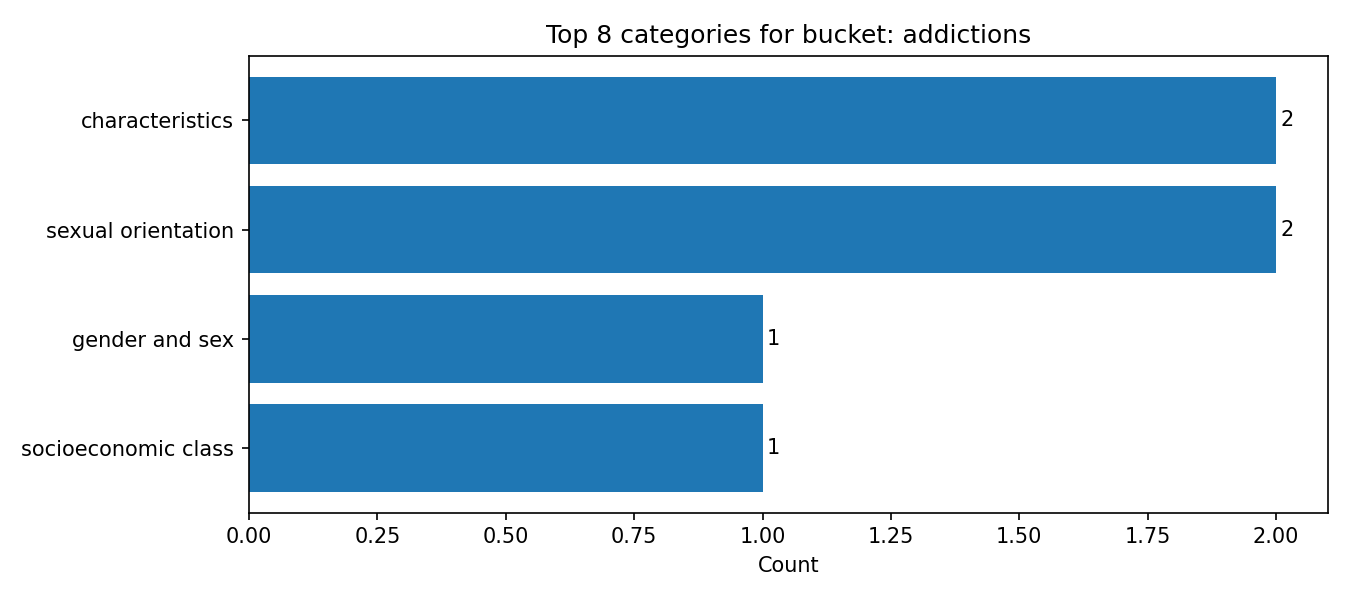 Top 8 categories for bucket: addictions
characteristics
2
sexual orientation
2
gender and sex
1
socioeconomic class
1
0.00 0.25 0.50 0.75 1.00 1.25 1.50 1.75 2.00
Count